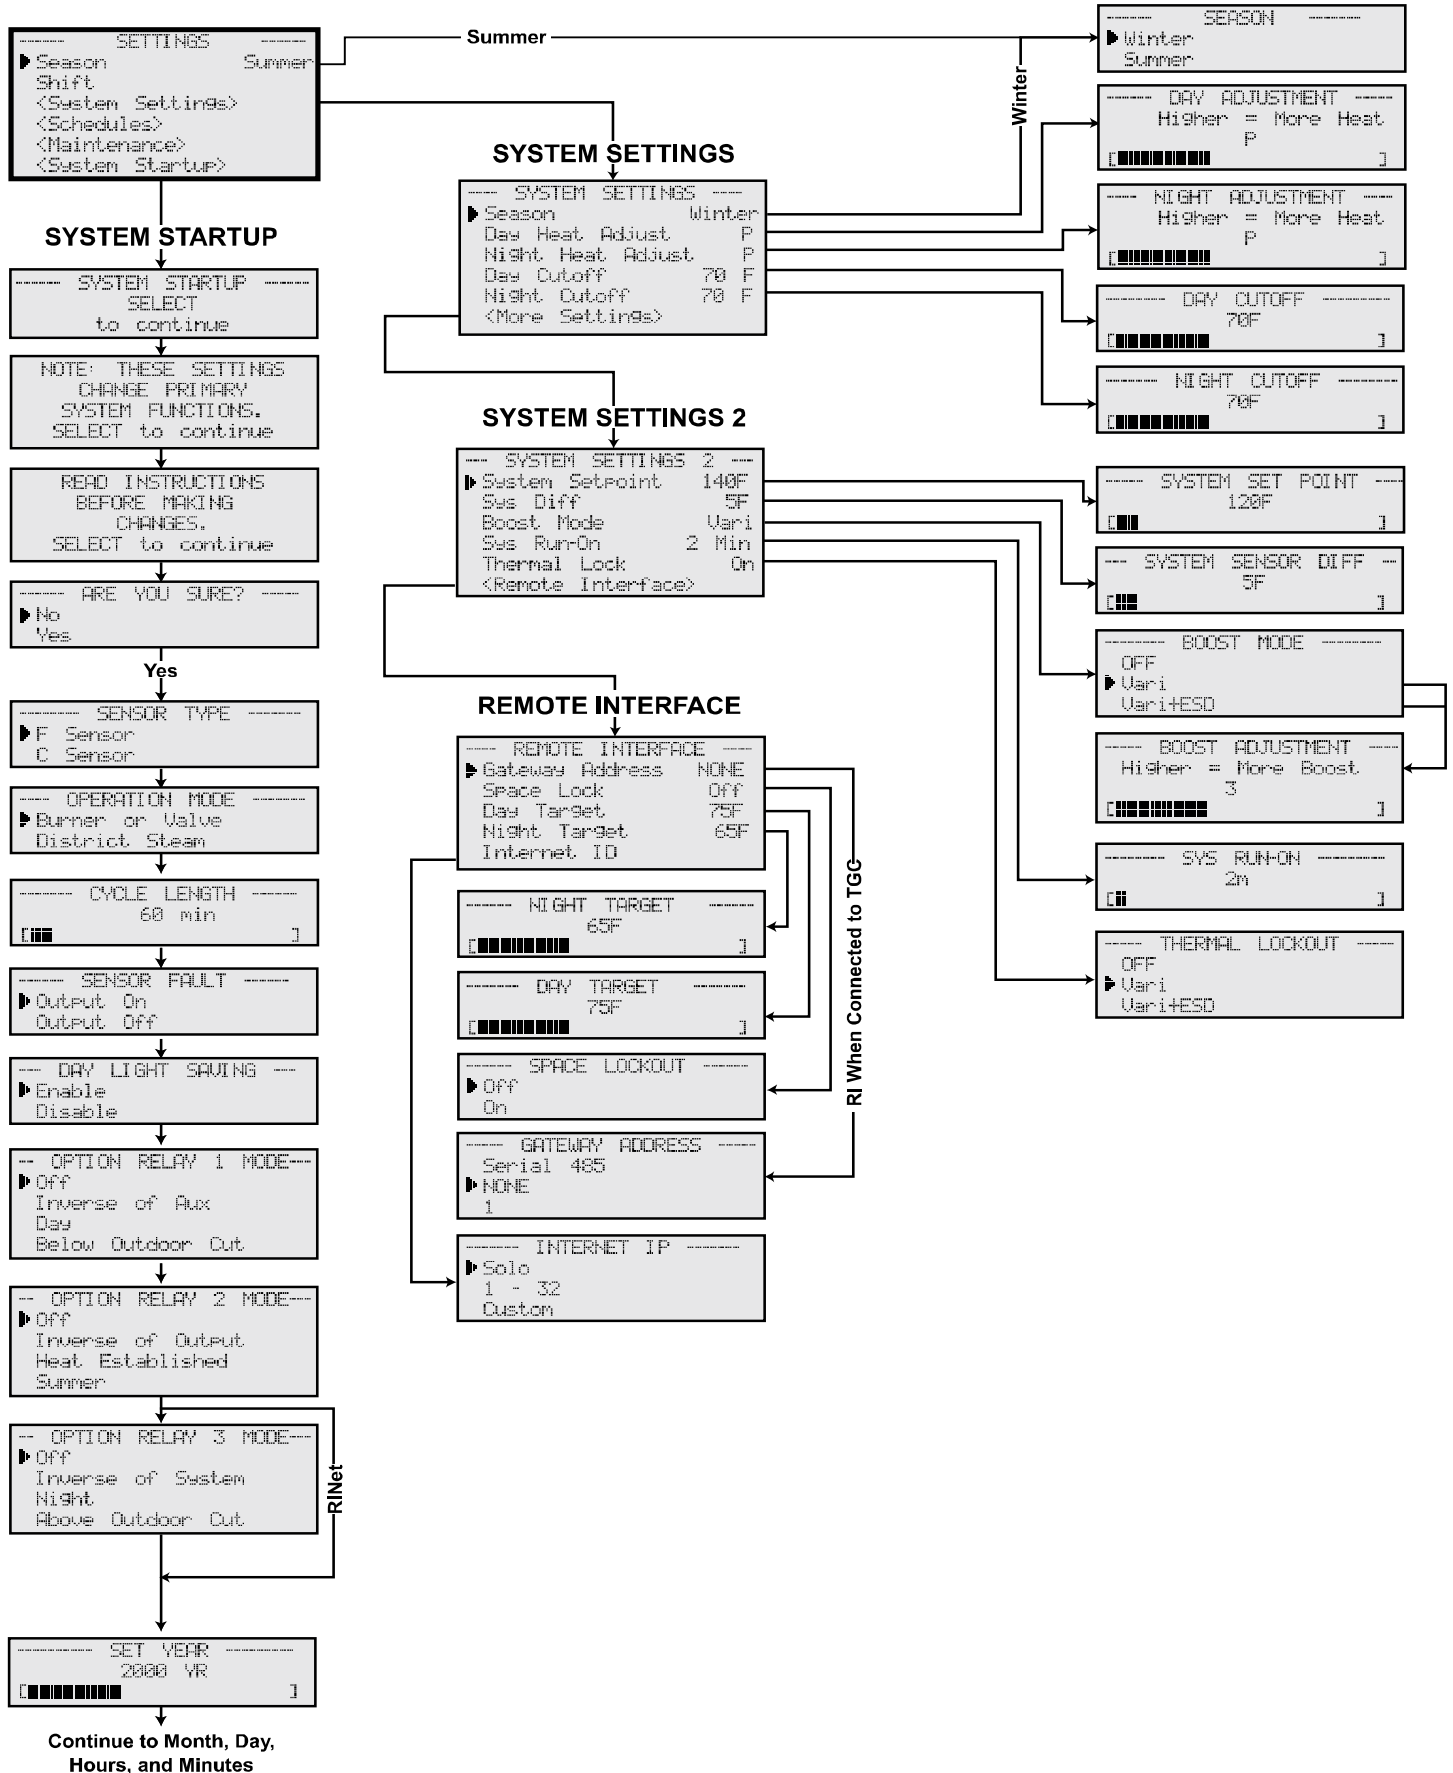 ------ SETTINGS ------
Season Summer
Shift
<System Settings>
<Schedules>
<Maintenance>
<System Startup>
SYSTEM STARTUP
------ SYSTEM STARTUP ------
SELECT
to continue
NOTE: THESE SETTINGS
CHANGE PRIMARY
SYSTEM FUNCTIONS.
SELECT to continue
READ INSTRUCTIONS
BEFORE MAKING
CHANGES.
SELECT to continue
------ ARE YOU SURE? -----
No
Yes
Yes
------- SENSOR TYPE ------
F Sensor
C Sensor
---- OPERATION MODE -------
Burner or Valve
District Steam
------- CYCLE LENGTH ------
60 min
[ ]
------ SENSOR FAULT ------
Output On
Output Off
--- DAY LIGHT SAVING ---
Enable
Disable
-- OPTION RELAY 1 MODE---
Off
Inverse of Aux
Day
Below Outdoor Cut
-- OPTION RELAY 2 MODE---
Off
Inverse of Output
Heat Established
Summer
-- OPTION RELAY 3 MODE---
Off
Inverse of System
Night
Above Outdoor Cut
RINet
--------- SET YEAR --------
2000 YR
[ ]
Continue to Month, Day,
Hours, and Minutes
Summer
Winter
SYSTEM SETTINGS
---- SYSTEM SETTINGS ----
Season Winter
Day Heat Adjust P
Night Heat Adjust P
Day Cutoff 70 F
Night Cutoff 70 F
<More Settings>
SYSTEM SETTINGS 2
--- SYSTEM SETTINGS 2 ---
System Setpoint 140F
Sys Diff 5F
Boost Mode Vari
Sys Run-On 2 Min
Thermal Lock On
<Remote Interface>
REMOTE INTERFACE
---- REMOTE INTERFACE ----
Gateway Address NONE
Space Lock Off
Day Target 75F
Night Target 65F
Internet ID
------ NIGHT TARGET ------
65F
[ ]
------- DAY TARGET -------
75F
[ ]
------ SPACE LOCKOUT ------
Off
On
----- GATEWAY ADDRESS -----
Serial 485
NONE
1
------- INTERNET IP -------
Solo
1 - 32
Custom
RI When Connected to TGC
------ SEASON ------
Winter
Summer
------ DAY ADJUSTMENT -----
Higher = More Heat
P
[ ]
---- NIGHT ADJUSTMENT ----
Higher = More Heat
P
[ ]
-------- DAY CUTOFF --------
70F
[ ]
------- NIGHT CUTOFF -------
70F
[ ]
----- SYSTEM SET POINT ----
120F
[ ]
--- SYSTEM SENSOR DIFF ---
5F
[ ]
-------- BOOST MODE --------
OFF
Vari
Vari+ESD
----- BOOST ADJUSTMENT ----
Higher = More Boost
3
[ ]
-------- SYS RUN-ON ---------
2m
[ ]
----- THERMAL LOCKOUT -----
OFF
Vari
Vari+ESD